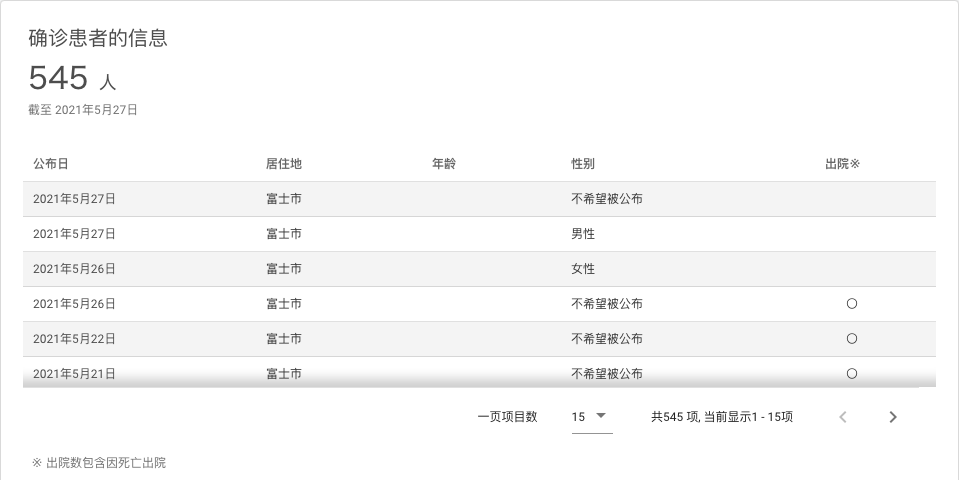 确诊患者的信息
545 人
截至 2021年5月27日
公布日 居住地 年龄 性别 出院※
2021年5月27日 富士市 不希望被公布
2021年5月27日 富士市 男性
2021年5月26日 富士市 女性
2021年5月26日 富士市 不希望被公布 〇
2021年5月22日 富士市 不希望被公布 〇
2021年5月21日 富士市 不希望被公布 〇
一页项目数 15 共545 项, 当前显示1 - 15项
※ 出院数包含因死亡出院